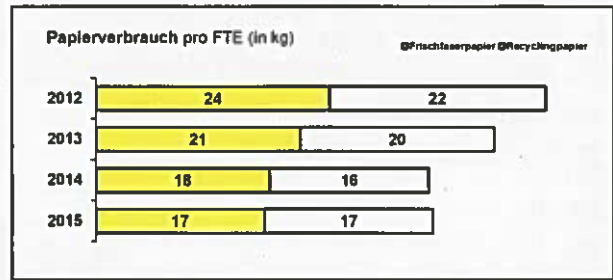 Papierverbrauch pro FTE (in kg)
Frischfaserpapier Recyclingpapier
2012 24 22
2013 21 20
2014 18 16
2015 17 17